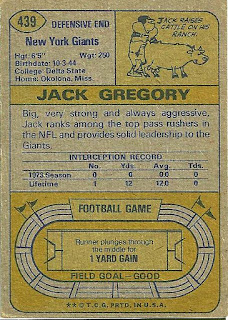 439
DEFENSIVE END
New York Giants
Hgt: 6'5" Wgt: 250
Birthdate: 10-3-44
College: Delta State
Home: Okolona, Miss.
JACK RAISES
CATTLE ON HIS
RANCH
JACK GREGORY
Big, very strong and always aggressive,
Jack ranks among the top pass rushers in
the NFL and provides solid leadership to the
Giants.
INTERCEPTION RECORD
No. Yds. Avg. Tds.
1973 Season 0 0 0.0 0
Lifetime 1 12 12.0 0
FOOTBALL GAME
Runner plunges through
the middle for
1 YARD GAIN
FIELD GOAL—GOOD
** © T.C.G. PRTD. IN U.S.A.